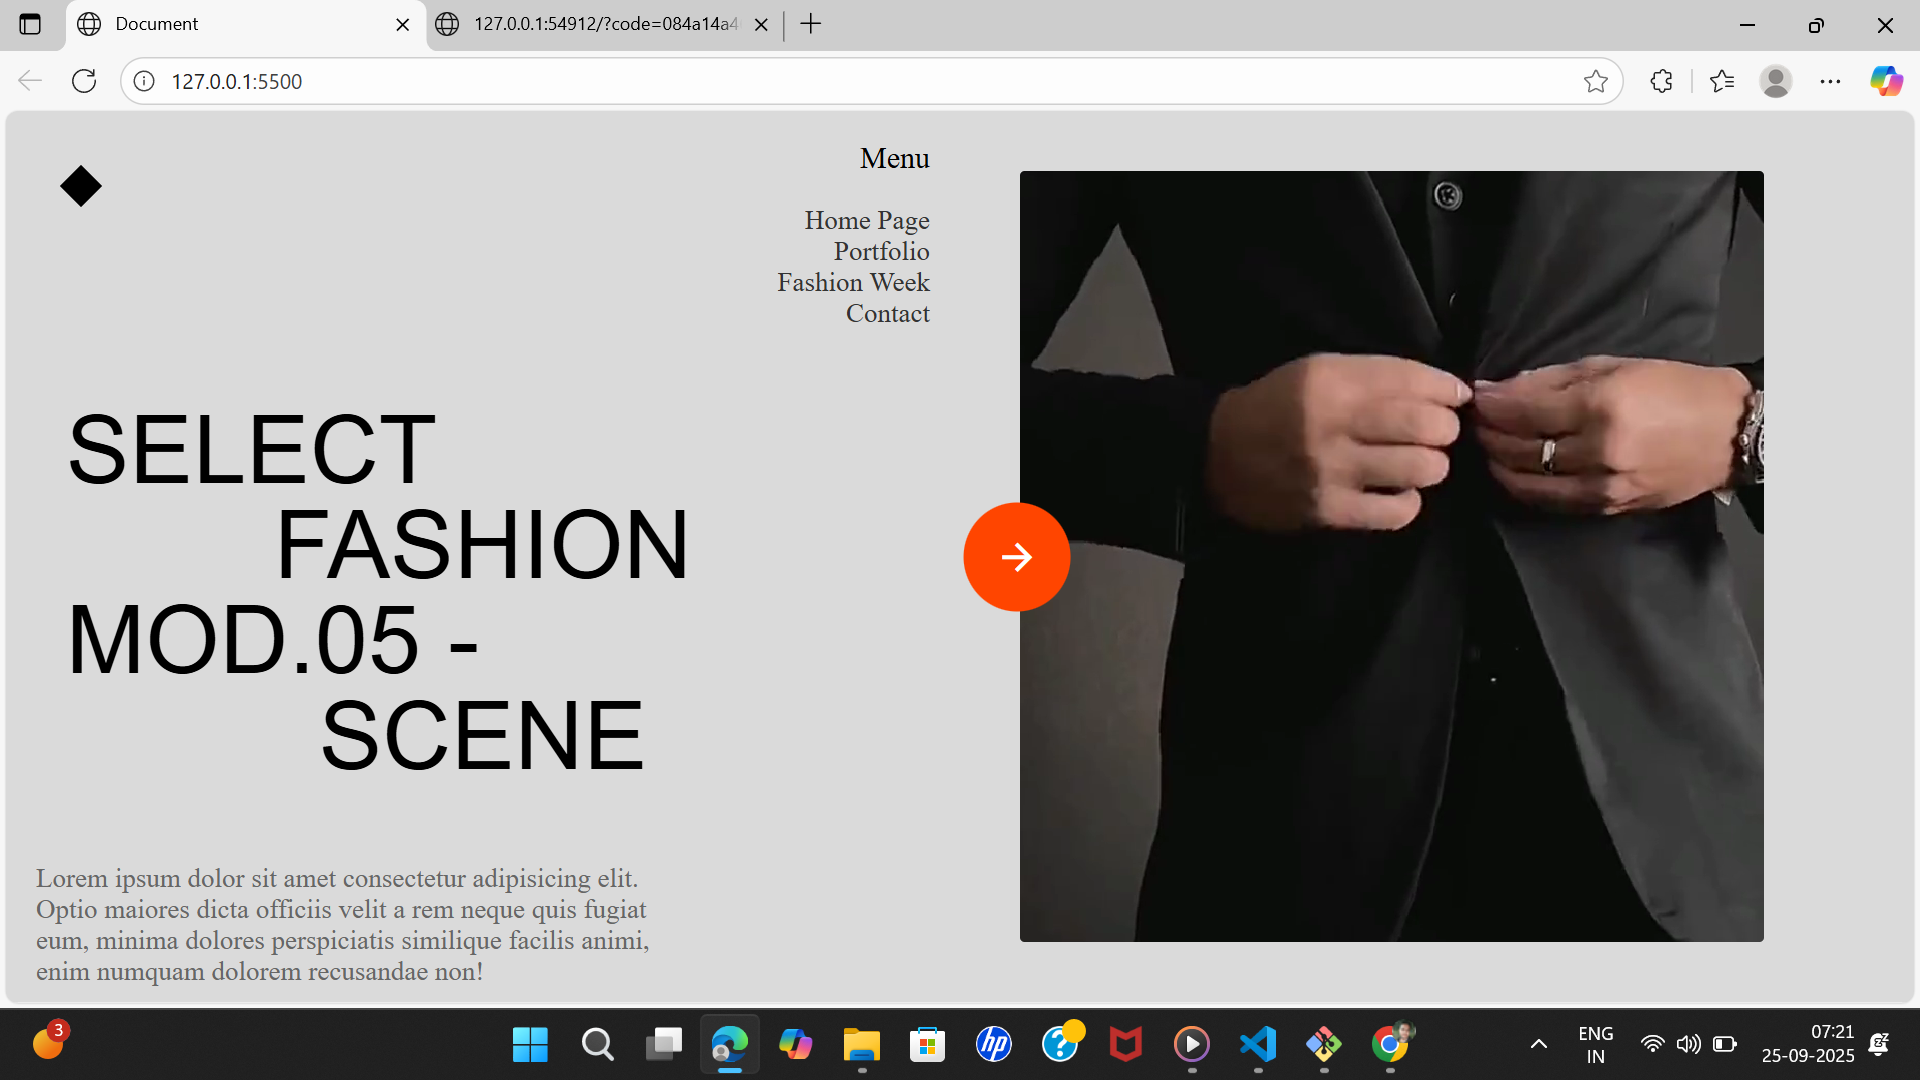 Document
127.0.0.1:54912/?code=084a14a4
127.0.0.1:5500
Menu
Home Page
Portfolio
Fashion Week
Contact
SELECT
FASHION
MOD.05 -
SCENE
Lorem ipsum dolor sit amet consectetur adipisicing elit.
Optio maiores dicta officiis velit a rem neque quis fugiat
eum, minima dolores perspiciatis similique facilis animi,
enim numquam dolorem recusandae non!
3
hp
?
ENG
IN
07:21
25-09-2025